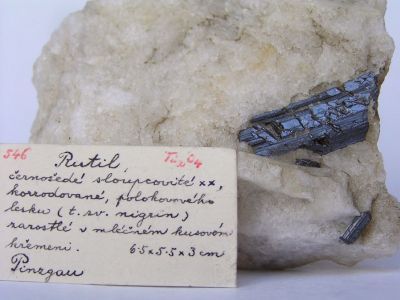 546 Rutil Ti2O4
černošedé sloupcovité xx,
korrodované, polokovového
lesku (t. zv. nigrin)
zarostlé v mléčném kusovém
křemeni. 6.5 x 5.5 x 3 cm
Pinzgau